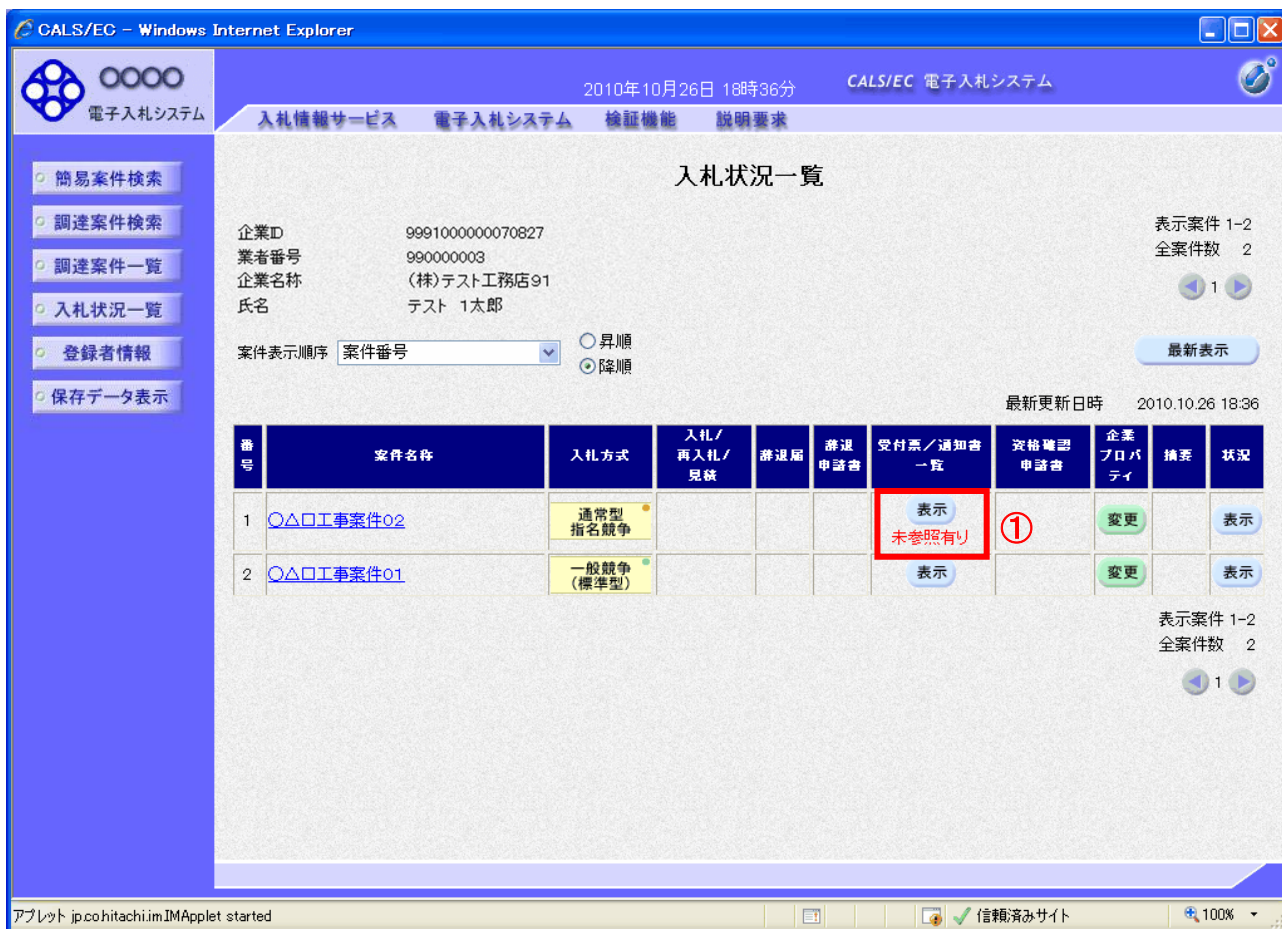 CALS/EC - Windows Internet Explorer
OOOO
電子入札システム
2010年10月26日 18時36分
CALS/EC 電子入札システム
入札情報サービス 電子入札システム 検証機能 説明要求
簡易案件検索
調達案件検索
調達案件一覧
入札状況一覧
登録者情報
保存データ表示
入札状況一覧
企業ID 9991000000070827
業者番号 990000003
企業名称 (株)テスト工務店91
氏名 テスト 1太郎
表示案件 1-2
全案件数 2
1
案件表示順序 案件番号
昇順
降順
最新表示
最新更新日時 2010.10.26 18:36
番号 案件名称 入札方式 入札/再入札/見積 辞退届 辞退申請書 受付票/通知書一覧 資格確認申請書 企業プロパティ 摘要 状況
1 〇△口工事案件02 通常型指名競争 表示 未参照有り ① 変更 表示
2 〇△口工事案件01 一般競争(標準型) 表示 変更 表示
表示案件 1-2
全案件数 2
1
アプレット jp.co.hitachi.im.IMApplet started
信頼済みサイト
100%